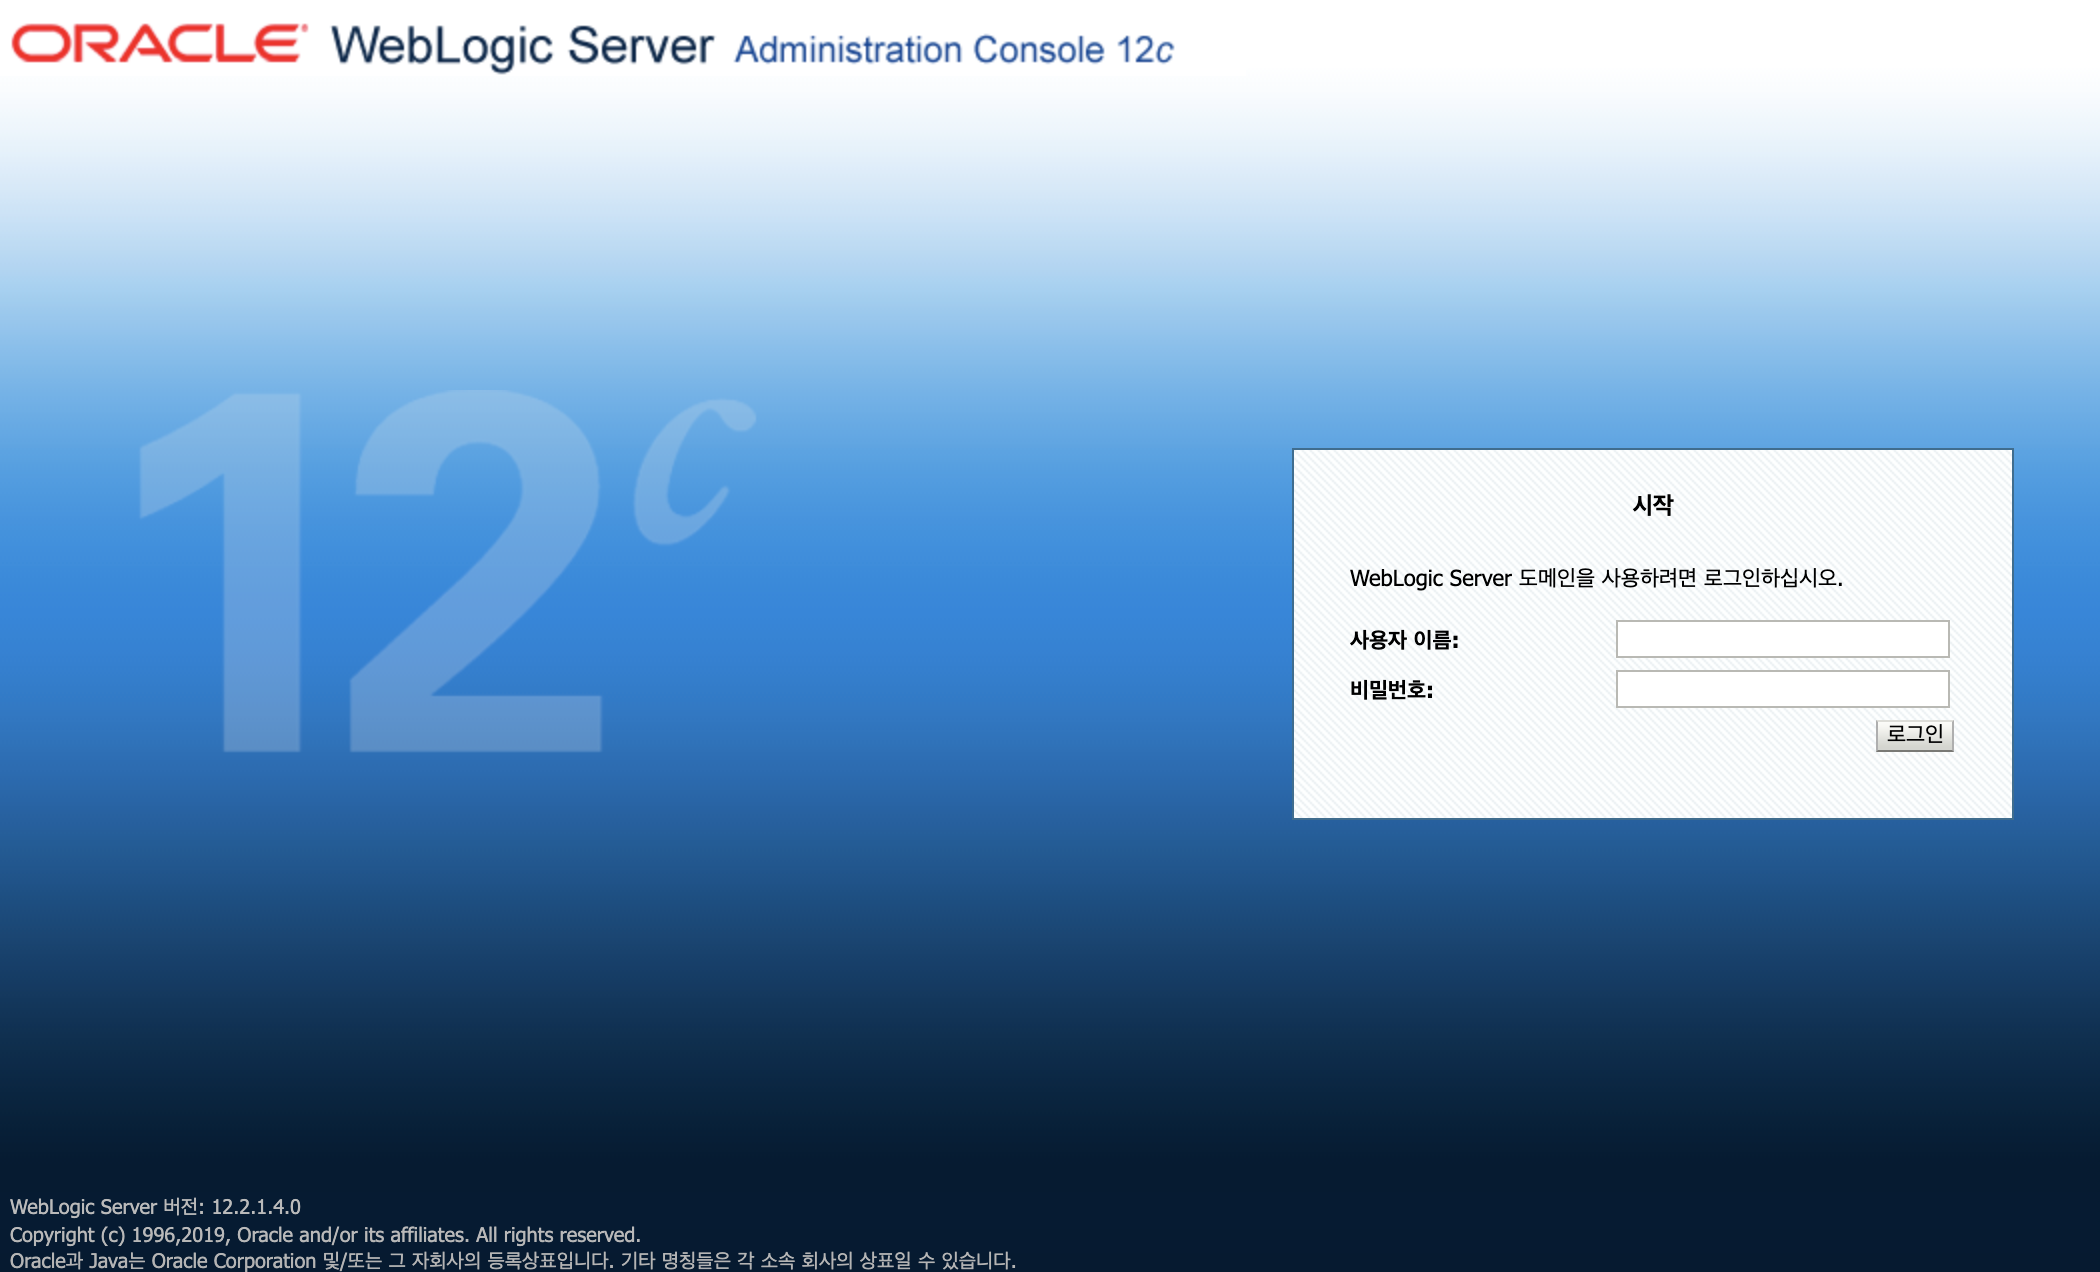 ORACLE® WebLogic Server Administration Console 12c
12c
시작
WebLogic Server 도메인을 사용하려면 로그인하십시오.
사용자 이름:
비밀번호:
로그인
WebLogic Server 버전: 12.2.1.4.0
Copyright (c) 1996,2019, Oracle and/or its affiliates. All rights reserved.
Oracle과 Java는 Oracle Corporation 및/또는 그 자회사의 등록상표입니다. 기타 명칭들은 각 소속 회사의 상표일 수 있습니다.